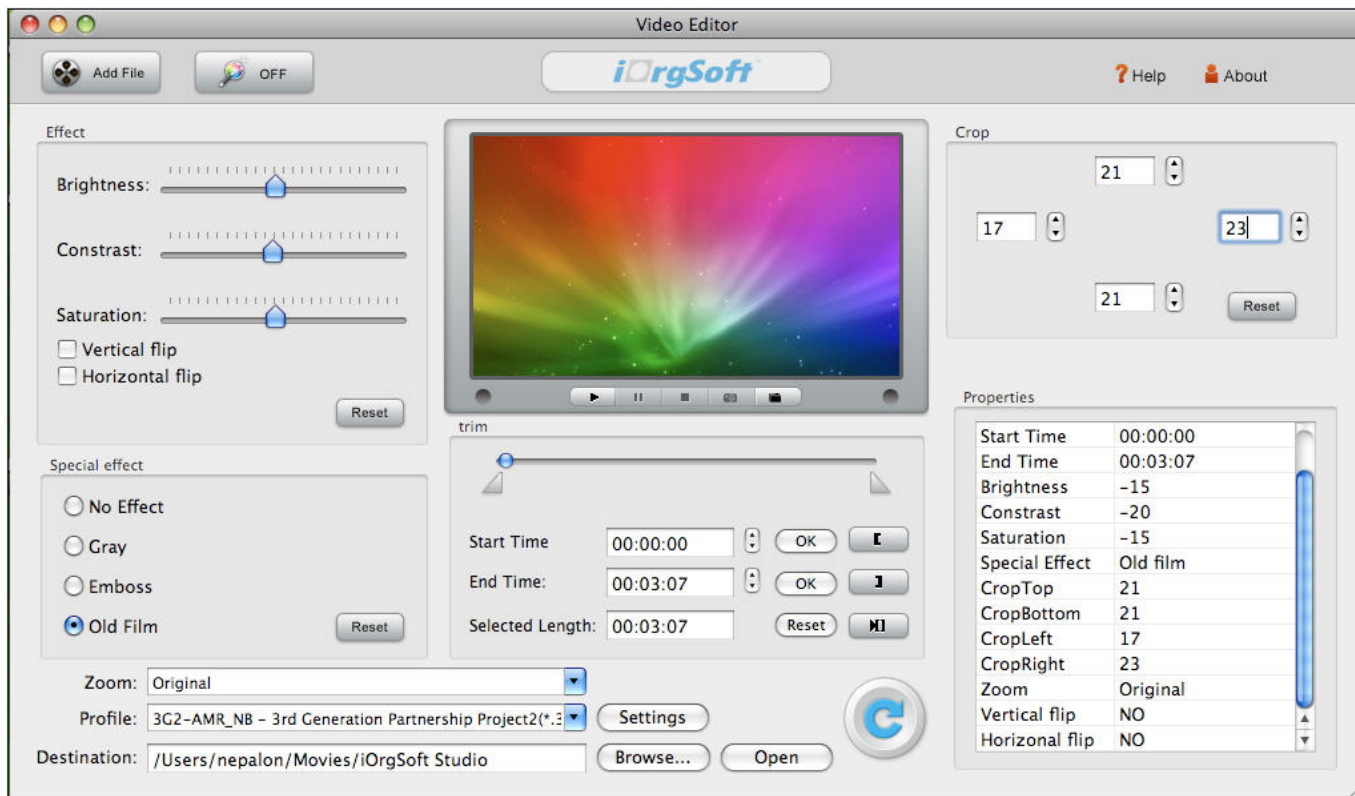 Video Editor
Add File
OFF
iOrgSoft
Help
About
Effect
Brightness:
Constrast:
Saturation:
Vertical flip
Horizontal flip
Reset
Special effect
No Effect
Gray
Emboss
Old Film
Reset
trim
Start Time 00:00:00 OK
End Time: 00:03:07 OK
Selected Length: 00:03:07 Reset
Crop
21
17
23
21
Reset
Properties
Start Time 00:00:00
End Time 00:03:07
Brightness -15
Constrast -20
Saturation -15
Special Effect Old film
CropTop 21
CropBottom 21
CropLeft 17
CropRight 23
Zoom Original
Vertical flip NO
Horizonal flip NO
Zoom: Original
Profile: 3G2-AMR_NB - 3rd Generation Partnership Project2(*.3 Settings
Destination: /Users/nepalon/Movies/iOrgSoft Studio Browse... Open